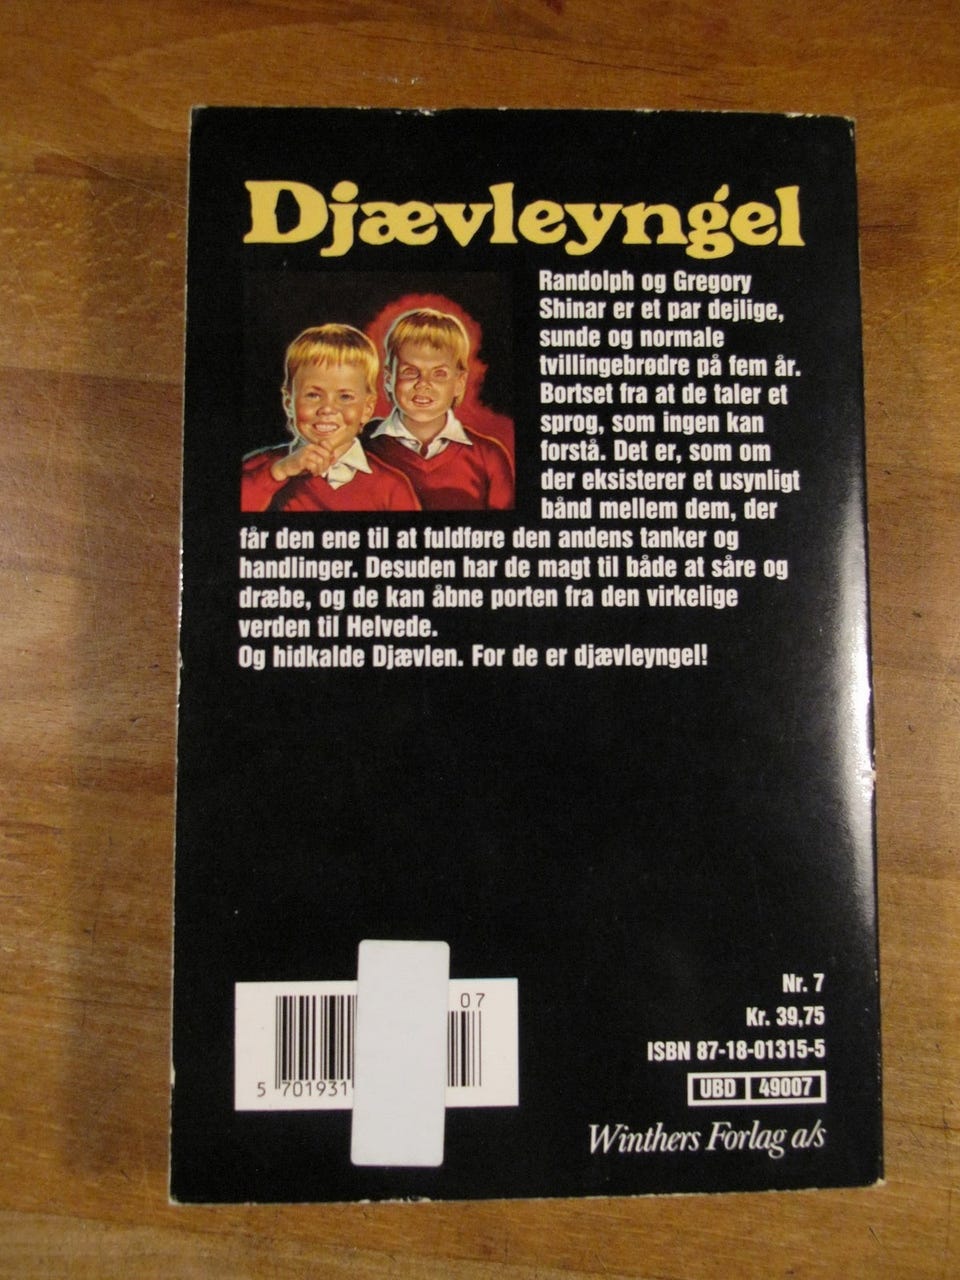 Djævleyngel
Randolph og Gregory
Shinar er et par dejlige,
sunde og normale
tvillingebrødre på fem år.
Bortset fra at de taler et
sprog, som ingen kan
forstå. Det er, som om
der eksisterer et usynligt
bånd mellem dem, der
får den ene til at fuldføre den andens tanker og
handlinger. Desuden har de magt til både at såre og
dræbe, og de kan åbne porten fra den virkelige
verden til Helvede.
Og hidkalde Djævlen. For de er djævleyngel!
07
5 701931
Nr. 7
Kr. 39,75
ISBN 87-18-01315-5
UBD 49007
Winthers Forlag a/s